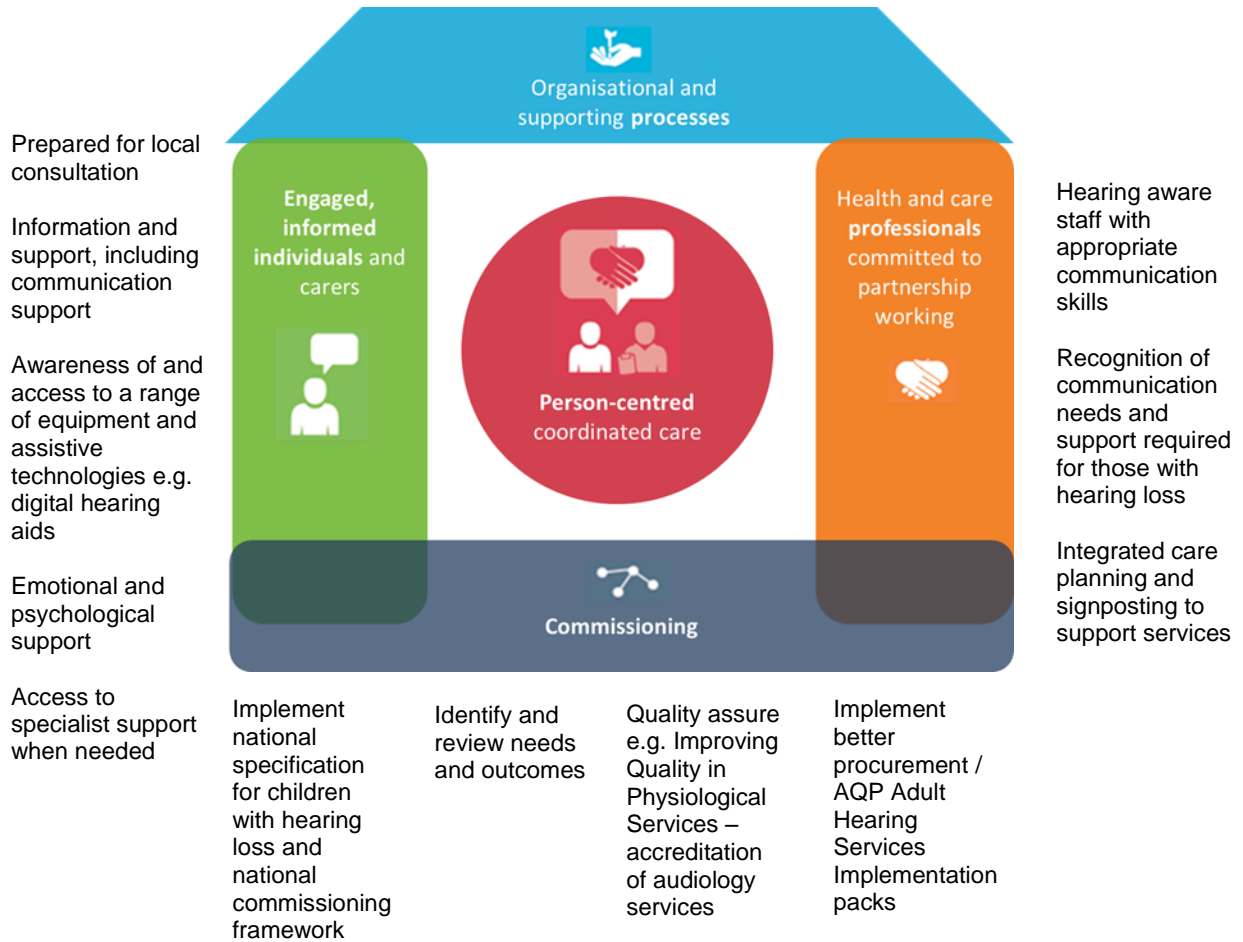 Organisational and
supporting processes
Prepared for local
consultation
Information and
support, including
communication
support
Awareness of and
access to a range
of equipment and
assistive
technologies e.g.
digital hearing
aids
Emotional and
psychological
support
Access to
specialist support
when needed
Engaged,
informed
individuals and
carers
Person-centred
coordinated care
Health and care
professionals
committed to
partnership
working
Hearing aware
staff with
appropriate
communication
skills
Recognition of
communication
needs and
support required
for those with
hearing loss
Integrated care
planning and
signposting to
support services
Commissioning
Implement
national
specification
for children
with hearing
loss and
national
commissioning
framework
Identify and
review needs
and outcomes
Quality assure
e.g. Improving
Quality in
Physiological
Services –
accreditation
of audiology
services
Implement
better
procurement /
AQP Adult
Hearing
Services
Implementation
packs